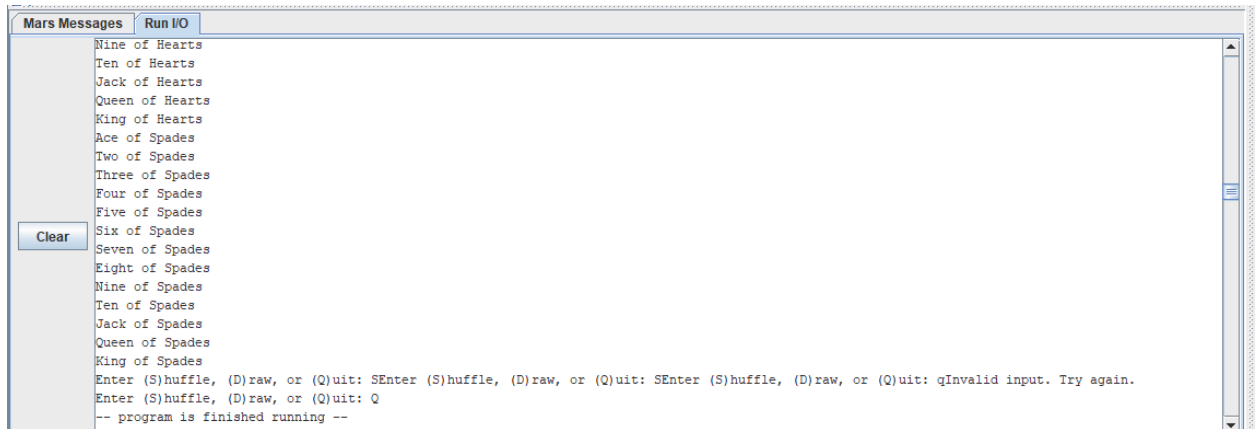 Mars Messages Run I/O
Nine of Hearts
Ten of Hearts
Jack of Hearts
Queen of Hearts
King of Hearts
Ace of Spades
Two of Spades
Three of Spades
Four of Spades
Five of Spades
Clear
Six of Spades
Seven of Spades
Eight of Spades
Nine of Spades
Ten of Spades
Jack of Spades
Queen of Spades
King of Spades
Enter (S)huffle, (D)raw, or (Q)uit: SEnter (S)huffle, (D)raw, or (Q)uit: SEnter (S)huffle, (D)raw, or (Q)uit: qInvalid input. Try again.
Enter (S)huffle, (D)raw, or (Q)uit: Q
-- program is finished running --